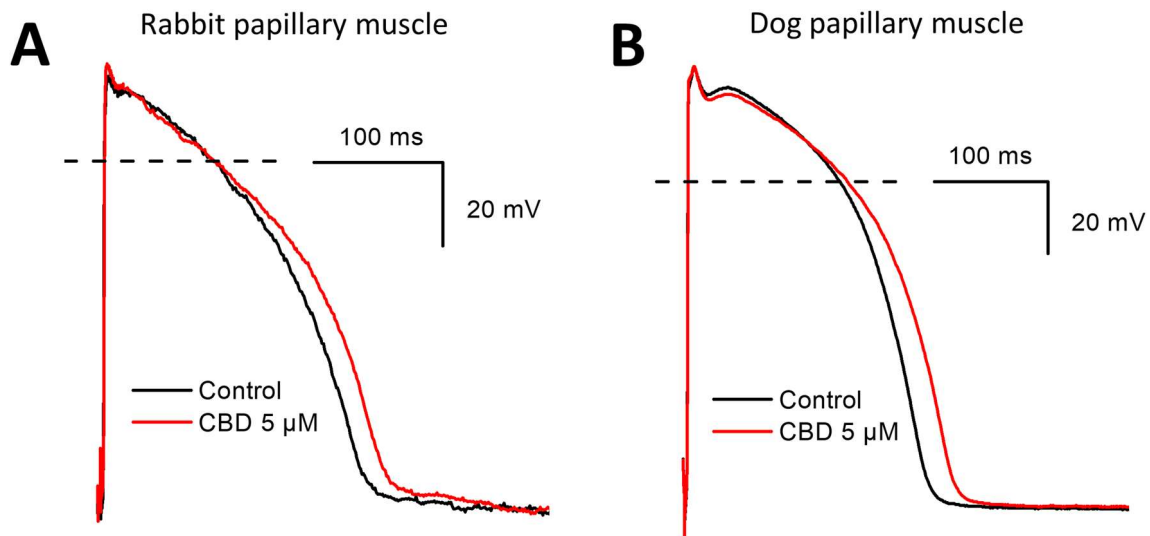 A
Rabbit papillary muscle
100 ms
20 mV
Control
CBD 5 µM
B
Dog papillary muscle
100 ms
20 mV
Control
CBD 5 µM